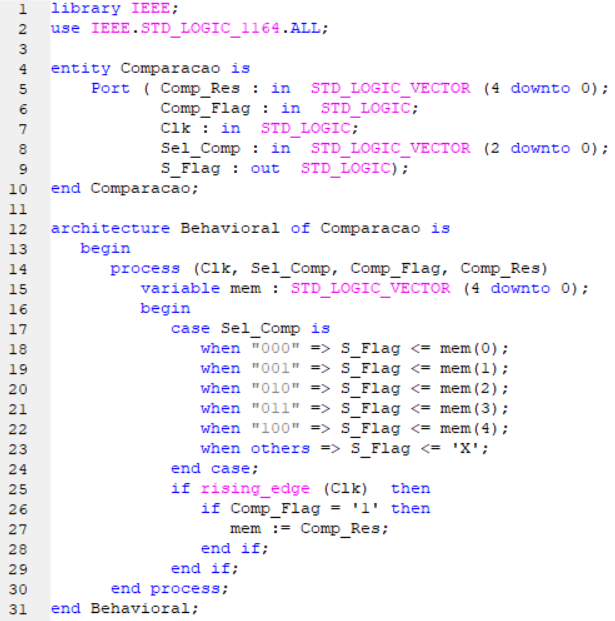 1 library IEEE;
2 use IEEE.STD_LOGIC_1164.ALL;
3
4 entity Comparacao is
5     Port ( Comp_Res : in  STD_LOGIC_VECTOR (4 downto 0);
6            Comp_Flag : in  STD_LOGIC;
7            Clk : in  STD_LOGIC;
8            Sel_Comp : in  STD_LOGIC_VECTOR (2 downto 0);
9            S_Flag : out  STD_LOGIC);
10 end Comparacao;
11
12 architecture Behavioral of Comparacao is
13    begin
14       process (Clk, Sel_Comp, Comp_Flag, Comp_Res)
15          variable mem : STD_LOGIC_VECTOR (4 downto 0);
16          begin
17             case Sel_Comp is
18                when "000" => S_Flag <= mem(0);
19                when "001" => S_Flag <= mem(1);
20                when "010" => S_Flag <= mem(2);
21                when "011" => S_Flag <= mem(3);
22                when "100" => S_Flag <= mem(4);
23                when others => S_Flag <= 'X';
24             end case;
25             if rising_edge (Clk)  then
26                if Comp_Flag = '1' then
27                   mem := Comp_Res;
28                end if;
29             end if;
30       end process;
31 end Behavioral;